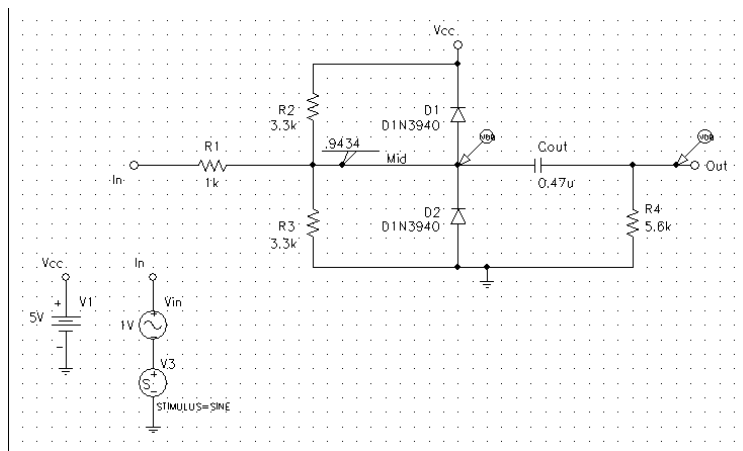 Vcc
R2
3.3k
D1
D1N3940
R1
1k
In
.9434
Mid
Cout
0.47u
Out
R3
3.3k
D2
D1N3940
R4
5.6k
Vcc
+
V1
5V
-
In
Vin
+
1V
-
V3
+
S
-
STIMULUS=SINE